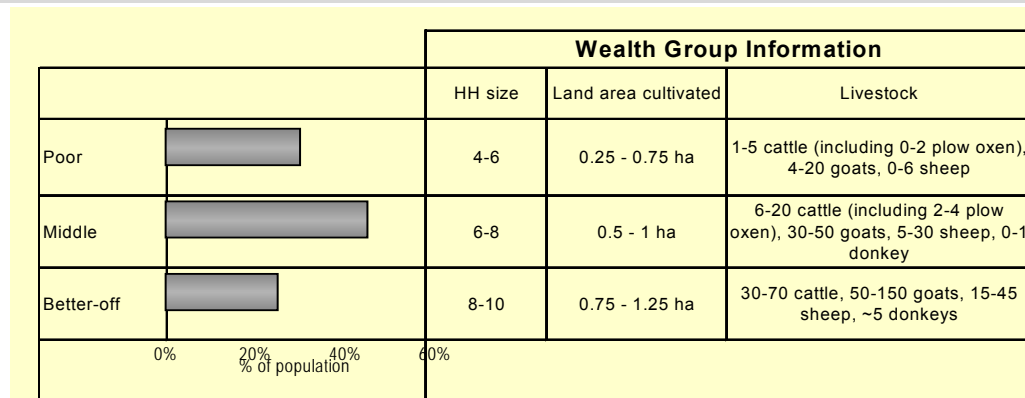 Wealth Group Information
HH size
Land area cultivated
Livestock
Poor
4-6
0.25 - 0.75 ha
1-5 cattle (including 0-2 plow oxen),
4-20 goats, 0-6 sheep
Middle
6-8
0.5 - 1 ha
6-20 cattle (including 2-4 plow
oxen), 30-50 goats, 5-30 sheep, 0-1
donkey
Better-off
8-10
0.75 - 1.25 ha
30-70 cattle, 50-150 goats, 15-45
sheep, ~5 donkeys
0% 20% 40% 60%
% of population